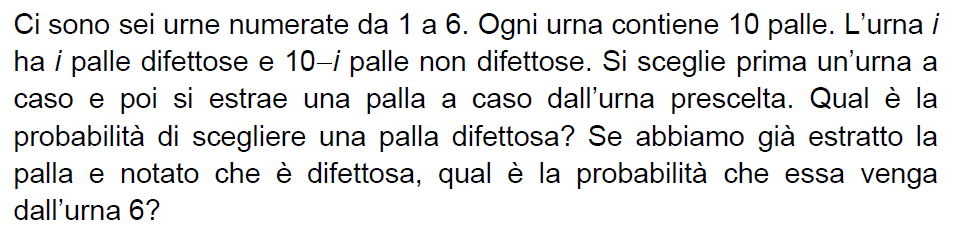 Ci sono sei urne numerate da 1 a 6. Ogni urna contiene 10 palle. L’urna i
ha i palle difettose e 10–i palle non difettose. Si sceglie prima un’urna a
caso e poi si estrae una palla a caso dall’urna prescelta. Qual è la
probabilità di scegliere una palla difettosa? Se abbiamo già estratto la
palla e notato che è difettosa, qual è la probabilità che essa venga
dall’urna 6?